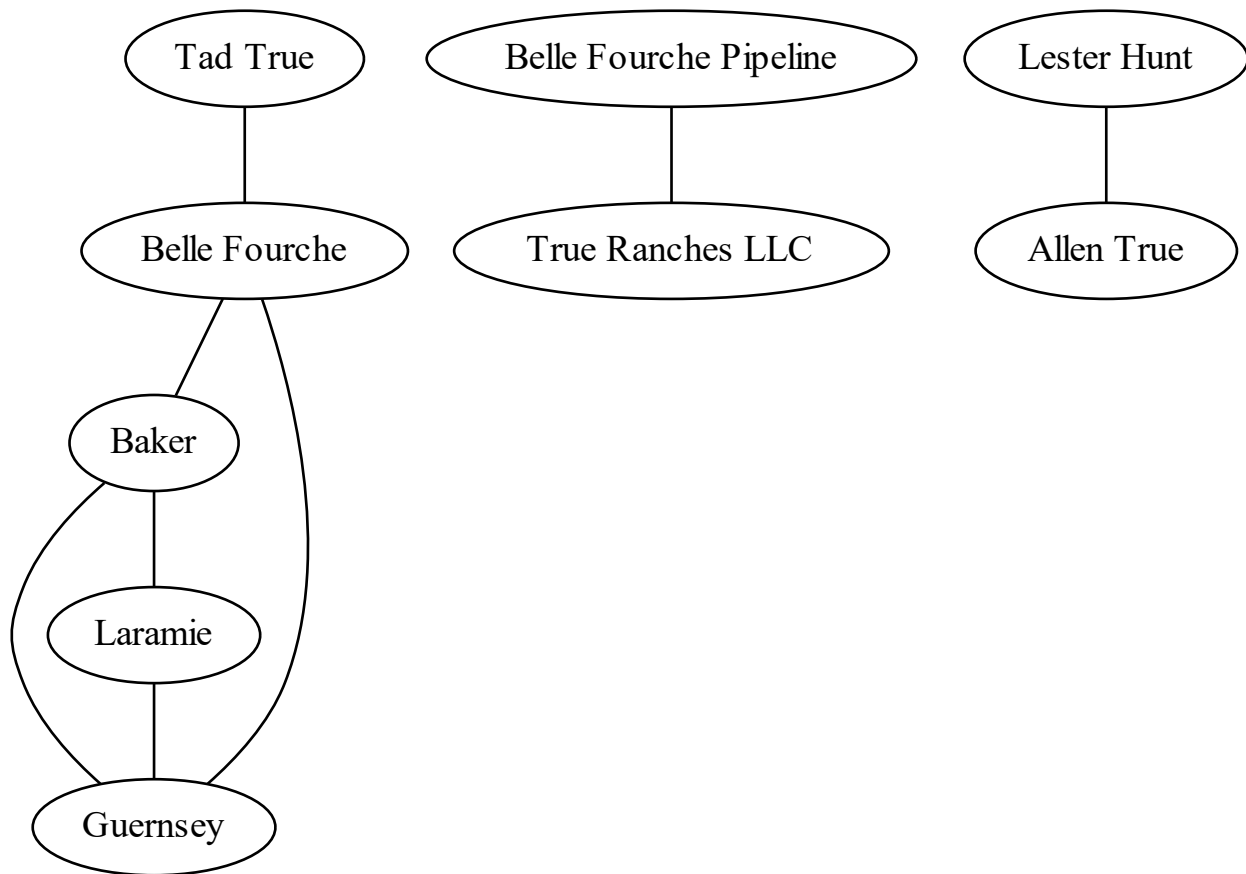 Tad True
Belle Fourche Pipeline
Lester Hunt
Belle Fourche
True Ranches LLC
Allen True
Baker
Laramie
Guernsey